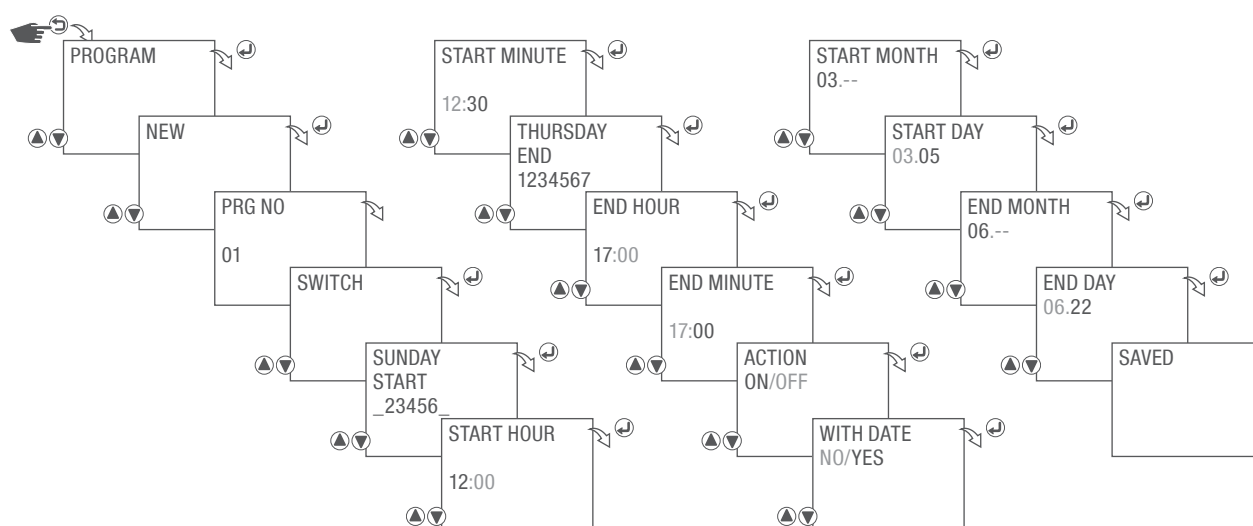 PROGRAM
NEW
PRG NO
01
SWITCH
SUNDAY
START
_23456_
START HOUR
12:00
START MINUTE
12:30
THURSDAY
END
1234567
END HOUR
17:00
END MINUTE
17:00
ACTION
ON/OFF
WITH DATE
NO/YES
START MONTH
03.--
START DAY
03.05
END MONTH
06.--
END DAY
06.22
SAVED